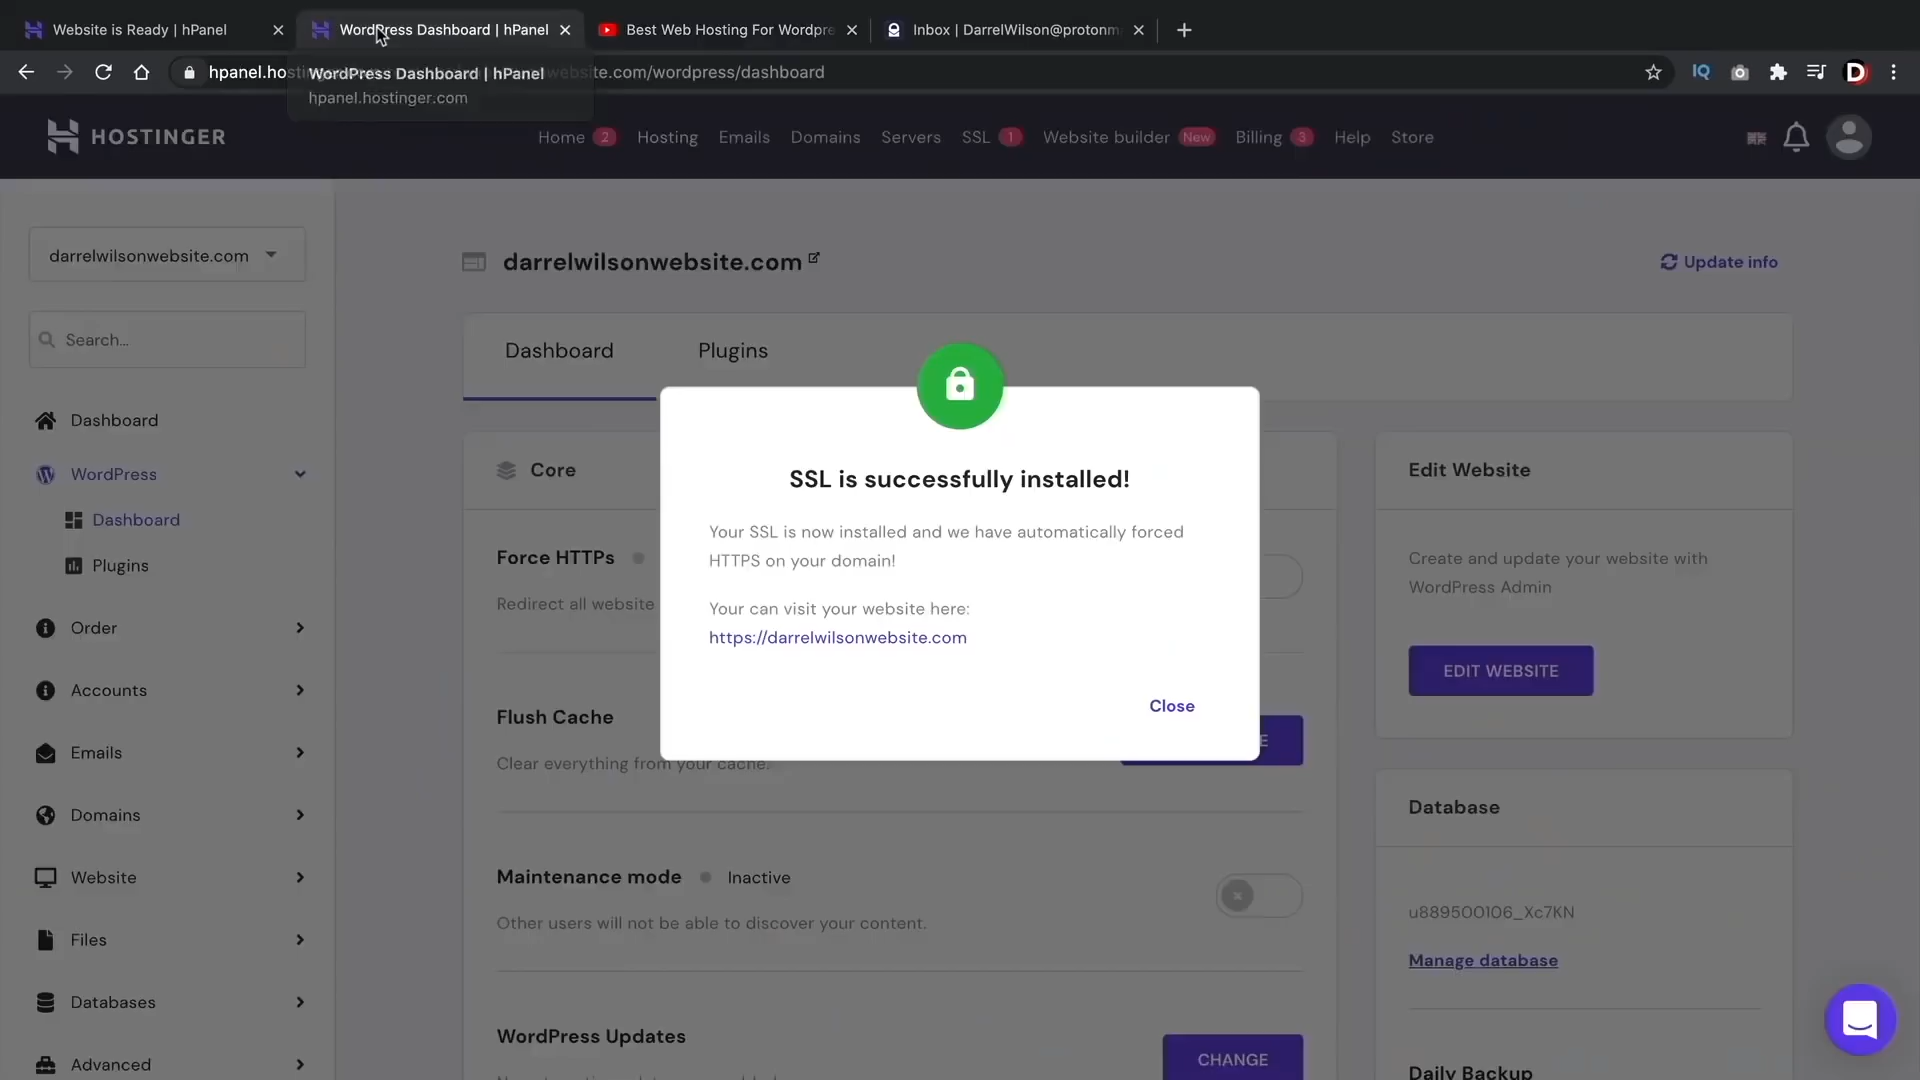 Website is Ready | hPanel
WordPress Dashboard | hPanel
Best Web Hosting For Wordpre
Inbox | DarrelWilson@protonm
WordPress Dashboard | hPanel
hpanel.hostinger.com
website.com/wordpress/dashboard
IQ
D
HOSTINGER
Home 2
Hosting
Emails
Domains
Servers
SSL 1
Website builder New
Billing 3
Help
Store
darrelwilsonwebsite.com
Search...
Dashboard
WordPress
Dashboard
Plugins
Order
Accounts
Emails
Domains
Website
Files
Databases
Advanced
darrelwilsonwebsite.com
Update info
Dashboard
Plugins
Core
Force HTTPs
Redirect all website
Flush Cache
Clear everything from your cache.
Maintenance mode
Inactive
Other users will not be able to discover your content.
WordPress Updates
CHANGE
SSL is successfully installed!
Your SSL is now installed and we have automatically forced
HTTPS on your domain!
Your can visit your website here:
https://darrelwilsonwebsite.com
Close
Edit Website
Create and update your website with
WordPress Admin
EDIT WEBSITE
Database
u889500106_Xc7KN
Manage database
Daily Backup